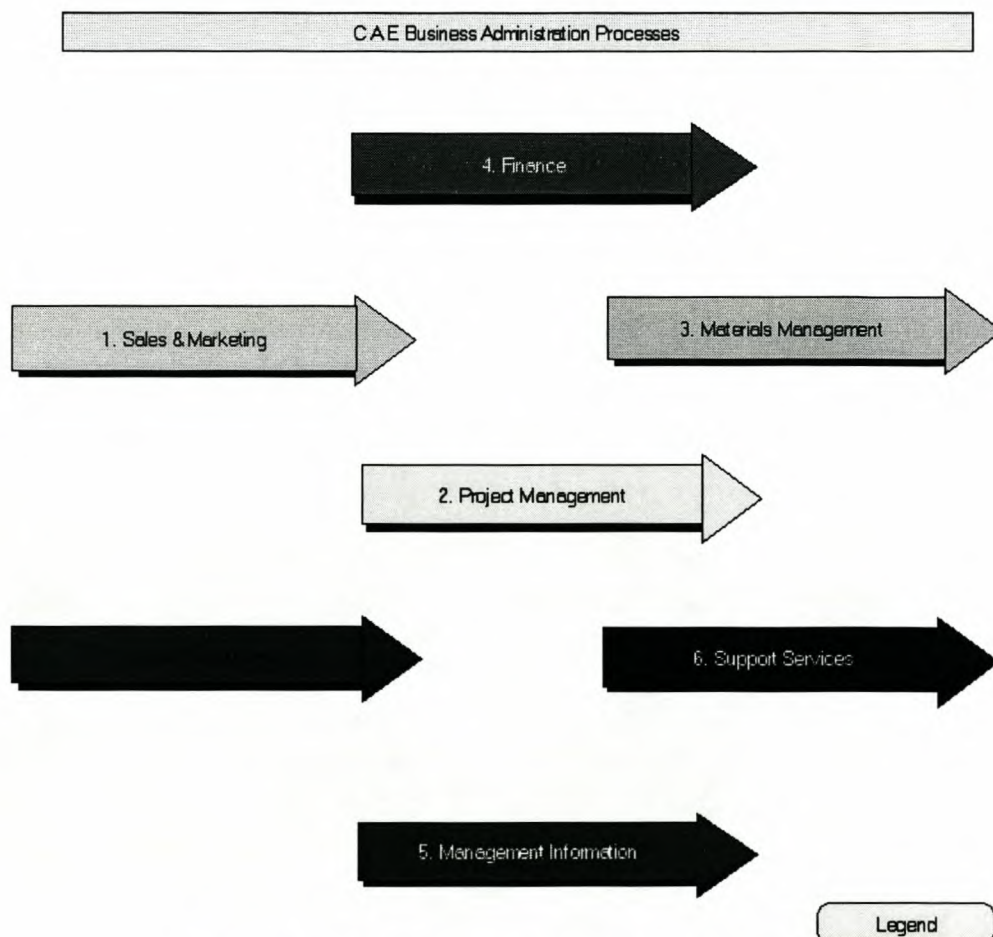 C A E Business Administration Processes
4. Finance
1. Sales & Marketing
3. Materials Management
2. Project Management
6. Support Services
5. Management Information
Legend